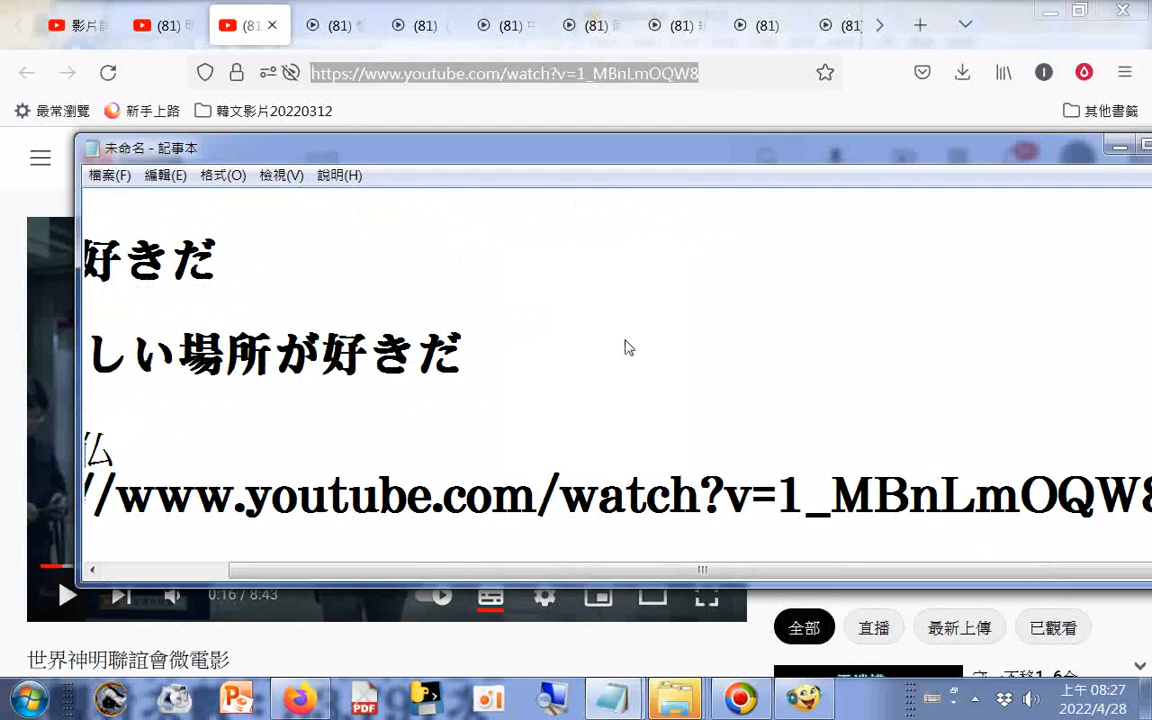 影片
(81)
(81)
(81)
(81)
(81)
(81)
(81)
(81)
(81)
https://www.youtube.com/watch?v=1_MBnLmOQW8
最常瀏覽
新手上路
韓文影片20220312
其他書籤
未命名 - 記事本
檔案(F)
編輯(E)
格式(O)
檢視(V)
說明(H)
好きだ
しい場所が好きだ
仏
//www.youtube.com/watch?v=1_MBnLmOQW8
0:16 / 8:43
全部
直播
最新上傳
已觀看
世界神明聯誼會微電影
上午 08:27
2022/4/28